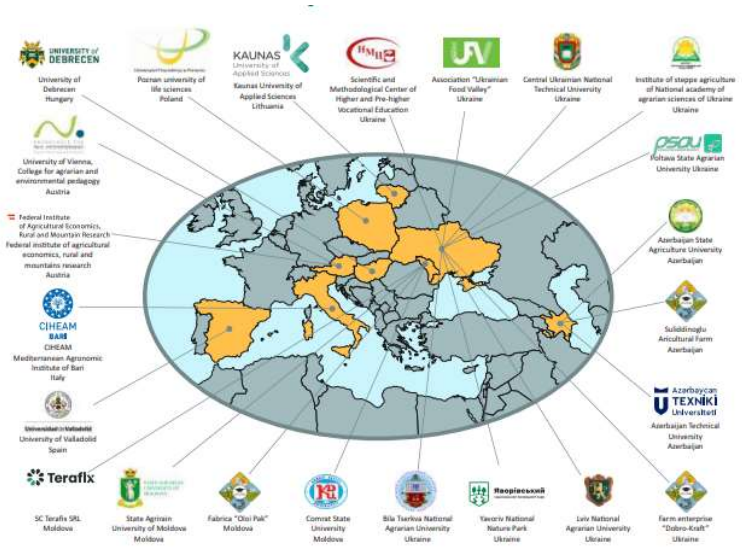 UNIVERSITY of
DEBRECEN
University of
Debrecen
Hungary
Poznan university of
life sciences
Poland
KAUNAS
University of
Applied Sciences
Kaunas University of
Applied Sciences
Lithuania
Scientific and
Methodological Center of
Higher and Pre-higher
Vocational Education
Ukraine
Association "Ukrainian
Food Valley"
Ukraine
Central Ukrainian National
Technical University
Ukraine
Institute of steppe agriculture
of National academy of
agrarian sciences of Ukraine
Ukraine
University of Vienna,
College for agrarian and
environmental pedagogy
Austria
psau
Poltava State Agrarian
University Ukraine
Federal Institute
of Agricultural Economics,
Rural and Mountain Research
Federal institute of agricultural
economics, rural and
mountains research
Austria
Azerbaijan State
Agriculture University
Azerbaijan
CIHEAM
BARI
CIHEAM
Mediterranean Agronomic
Institute of Bari
Italy
Suliddinoglu
Aricultural Farm
Azerbaijan
Universidad de Valladolid
University of Valladolid
Spain
Azərbaycan
TEXNİKİ
Universiteti
Azerbaijan Technical
University
Azerbaijan
Terafix
SC Terafix SRL
Moldova
State Agrirain
University of Moldova
Moldova
Fabrica "Oloi Pak"
Moldova
Comrat State
University
Moldova
Bila Tserkva National
Agrarian University
Ukraine
Яворівський
Yavoriv National
Nature Park
Ukraine
Lviv National
Agrarian University
Ukraine
Farm enterprise
"Dobro-Kraft"
Ukraine